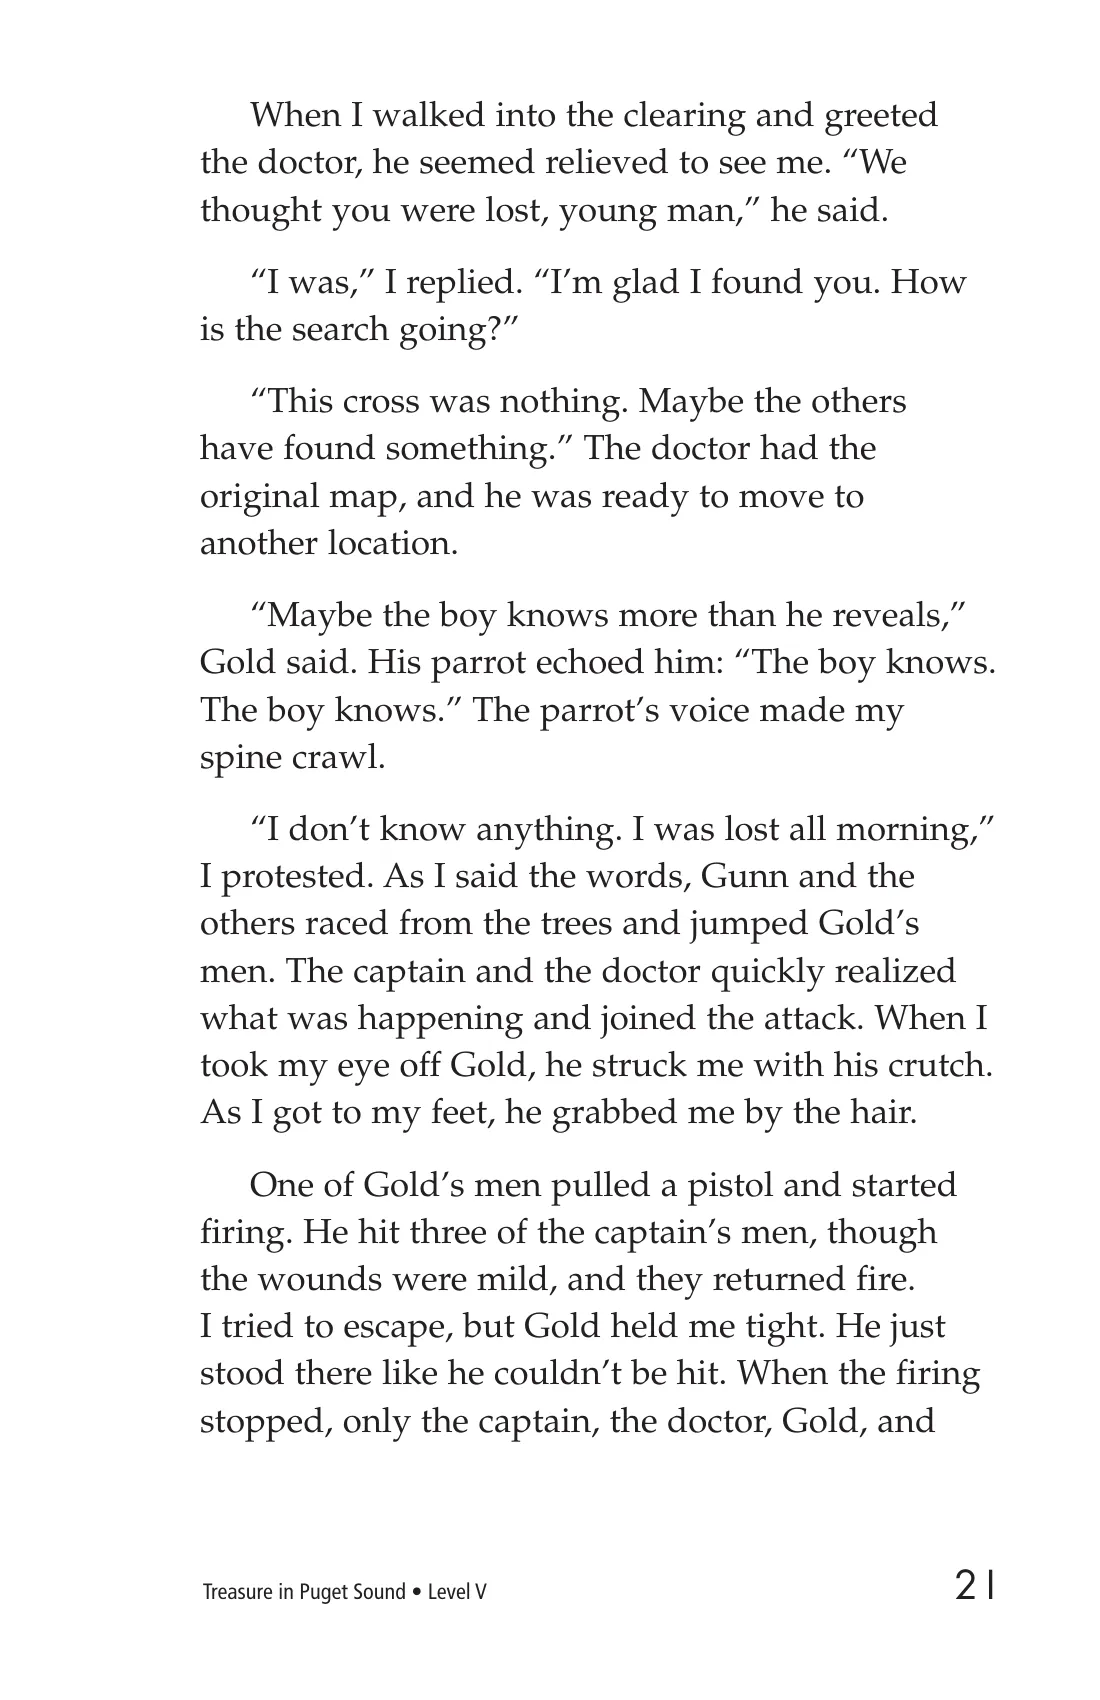 When I walked into the clearing and greeted
the doctor, he seemed relieved to see me. “We
thought you were lost, young man,” he said.
“I was,” I replied. “I’m glad I found you. How
is the search going?”
“This cross was nothing. Maybe the others
have found something.” The doctor had the
original map, and he was ready to move to
another location.
“Maybe the boy knows more than he reveals,”
Gold said. His parrot echoed him: “The boy knows.
The boy knows.” The parrot’s voice made my
spine crawl.
“I don’t know anything. I was lost all morning,”
I protested. As I said the words, Gunn and the
others raced from the trees and jumped Gold’s
men. The captain and the doctor quickly realized
what was happening and joined the attack. When I
took my eye off Gold, he struck me with his crutch.
As I got to my feet, he grabbed me by the hair.
One of Gold’s men pulled a pistol and started
firing. He hit three of the captain’s men, though
the wounds were mild, and they returned fire.
I tried to escape, but Gold held me tight. He just
stood there like he couldn’t be hit. When the firing
stopped, only the captain, the doctor, Gold, and
Treasure in Puget Sound • Level V
21